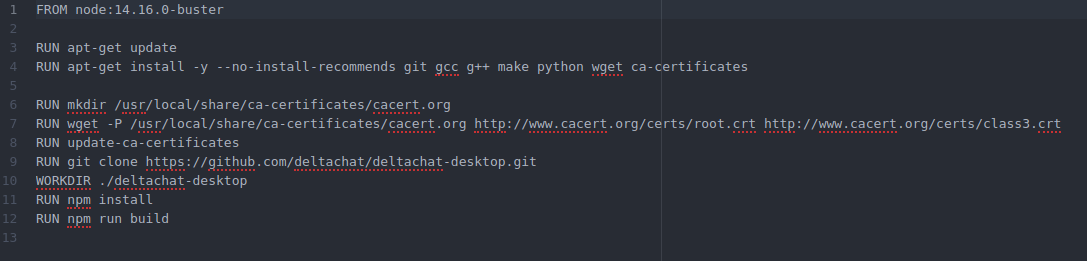 1 FROM node:14.16.0-buster
2
3 RUN apt-get update
4 RUN apt-get install -y --no-install-recommends git gcc g++ make python wget ca-certificates
5
6 RUN mkdir /usr/local/share/ca-certificates/cacert.org
7 RUN wget -P /usr/local/share/ca-certificates/cacert.org http://www.cacert.org/certs/root.crt http://www.cacert.org/certs/class3.crt
8 RUN update-ca-certificates
9 RUN git clone https://github.com/deltachat/deltachat-desktop.git
10 WORKDIR ./deltachat-desktop
11 RUN npm install
12 RUN npm run build
13